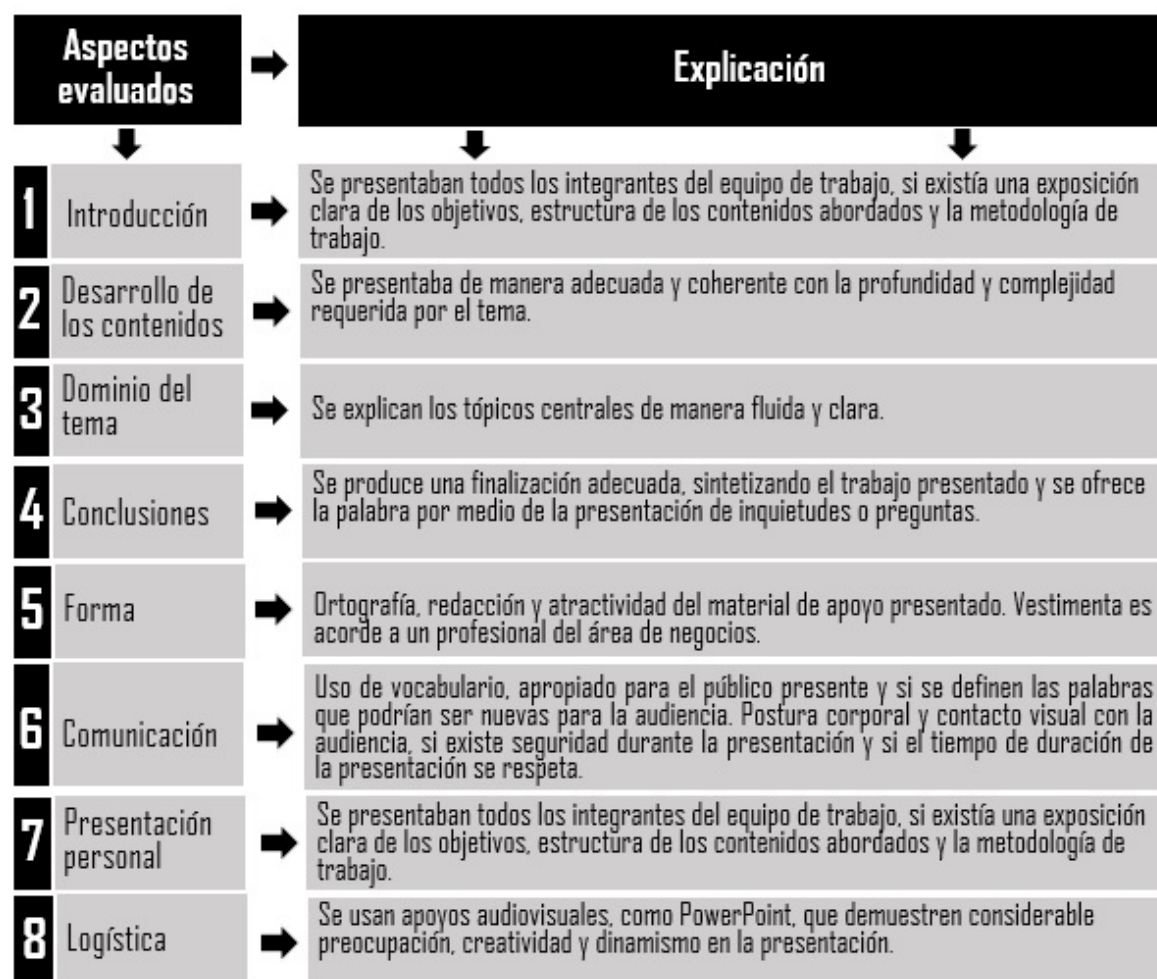 Aspectos
evaluados
Explicación
1
Introducción
Se presentaban todos los integrantes del equipo de trabajo, si existía una exposición
clara de los objetivos, estructura de los contenidos abordados y la metodología de
trabajo.
2
Desarrollo de
los contenidos
Se presentaba de manera adecuada y coherente con la profundidad y complejidad
requerida por el tema.
3
Dominio del
tema
Se explican los tópicos centrales de manera fluida y clara.
4
Conclusiones
Se produce una finalización adecuada, sintetizando el trabajo presentado y se ofrece
la palabra por medio de la presentación de inquietudes o preguntas.
5
Forma
Ortografía, redacción y atractividad del material de apoyo presentado. Vestimenta es
acorde a un profesional del área de negocios.
6
Comunicación
Uso de vocabulario, apropiado para el público presente y si se definen las palabras
que podrían ser nuevas para la audiencia. Postura corporal y contacto visual con la
audiencia, si existe seguridad durante la presentación y si el tiempo de duración de
la presentación se respeta.
7
Presentación
personal
Se presentaban todos los integrantes del equipo de trabajo, si existía una exposición
clara de los objetivos, estructura de los contenidos abordados y la metodología de
trabajo.
8
Logística
Se usan apoyos audiovisuales, como PowerPoint, que demuestren considerable
preocupación, creatividad y dinamismo en la presentación.